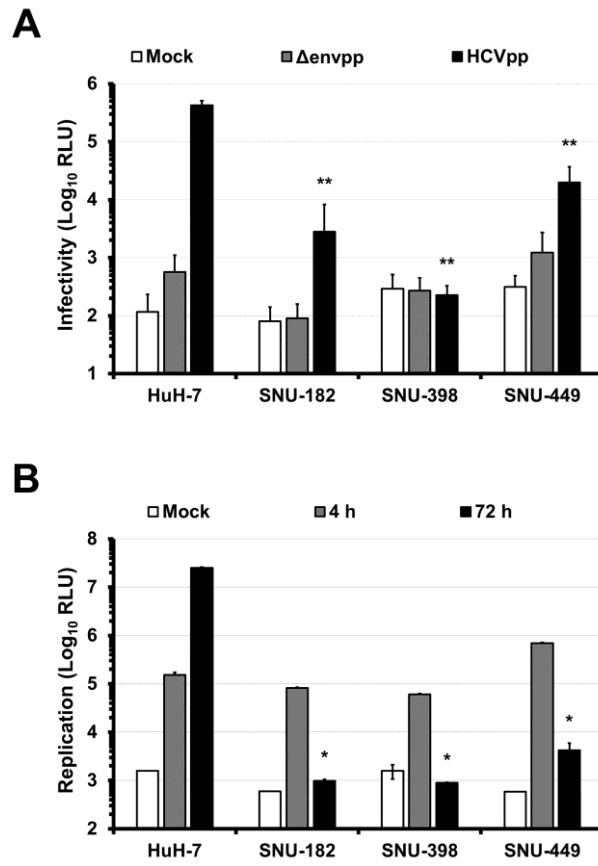 A
Mock ΔenvPP HCVpp
6
5
4
3
2
1
Infectivity (Log10 RLU)
** ** **
HuH-7 SNU-182 SNU-398 SNU-449
B
Mock 4 h 72 h
8
7
6
5
4
3
2
Replication (Log10 RLU)
* * *
HuH-7 SNU-182 SNU-398 SNU-449